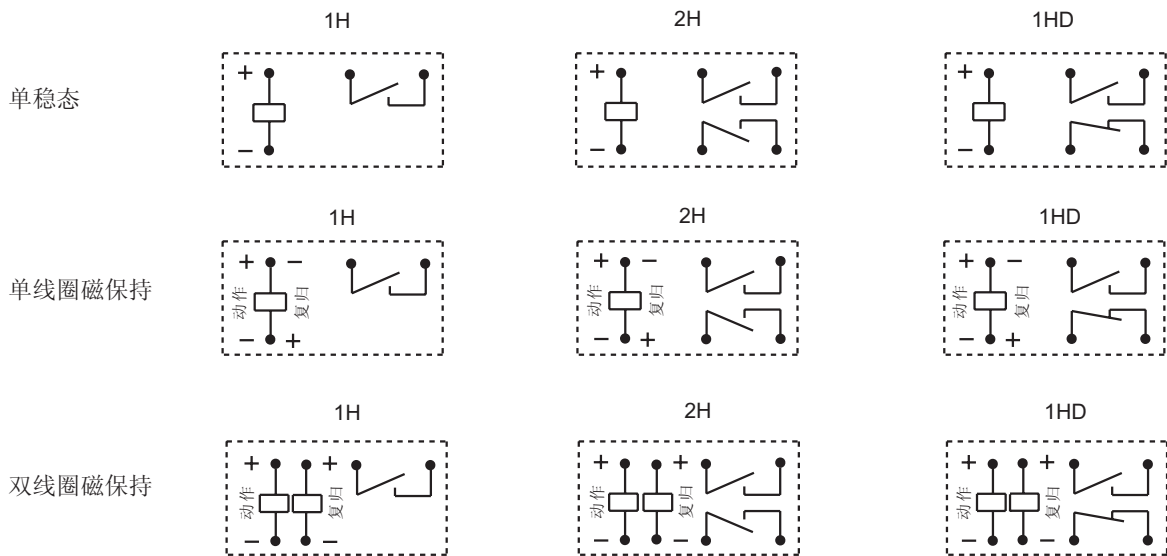 1H 2H 1HD
单稳态
+ + +
− − −
1H 2H 1HD
单线圈磁保持
+ − + − + −
动作 复归 动作 复归 动作 复归
− + − + − +
1H 2H 1HD
双线圈磁保持
+ + + + + +
动作 复归 动作 复归 动作 复归
− − − − − −